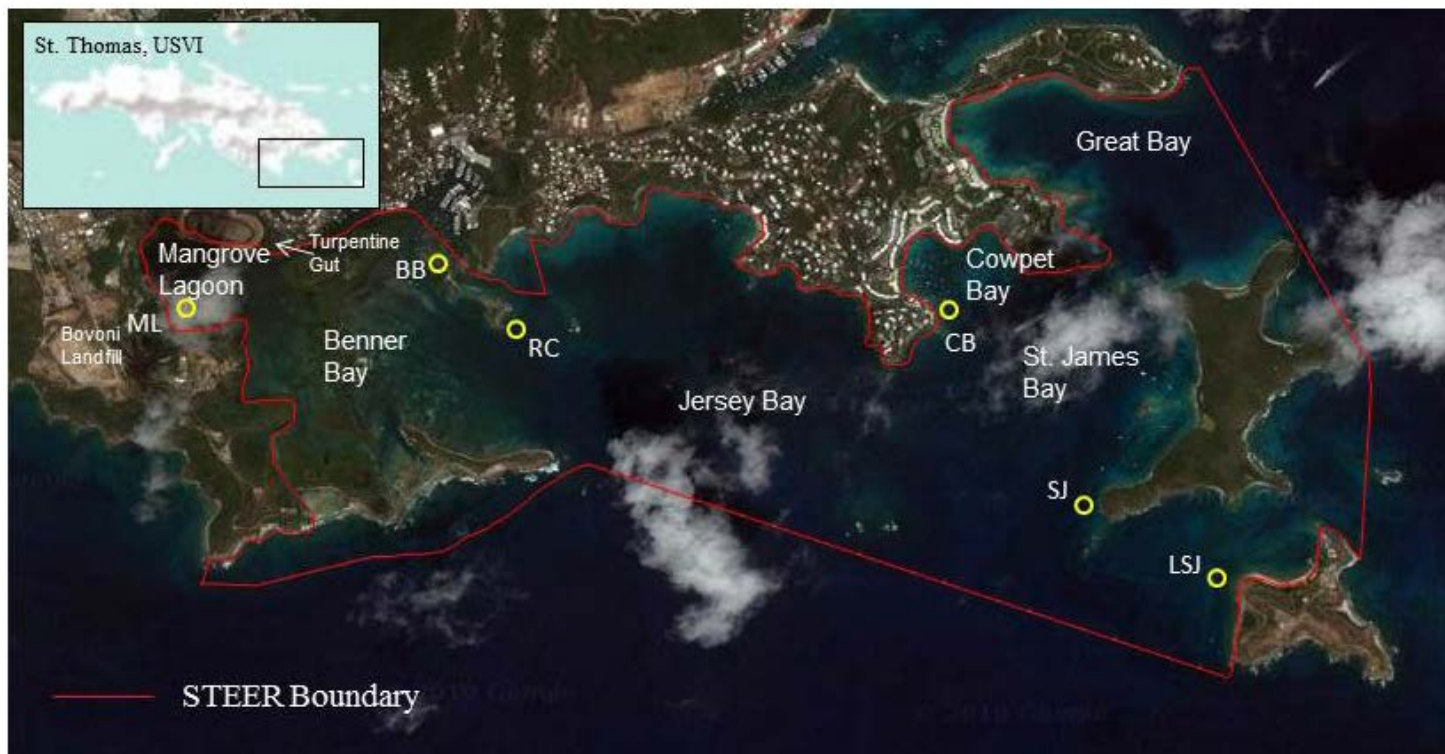 St. Thomas, USVI
Great Bay
Turpentine
Gut
Mangrove
Lagoon
BB
Cowpet
Bay
ML
Bovoni
Landfill
Benner
Bay
RC
CB
St. James
Bay
Jersey Bay
SJ
LSJ
STEER Boundary